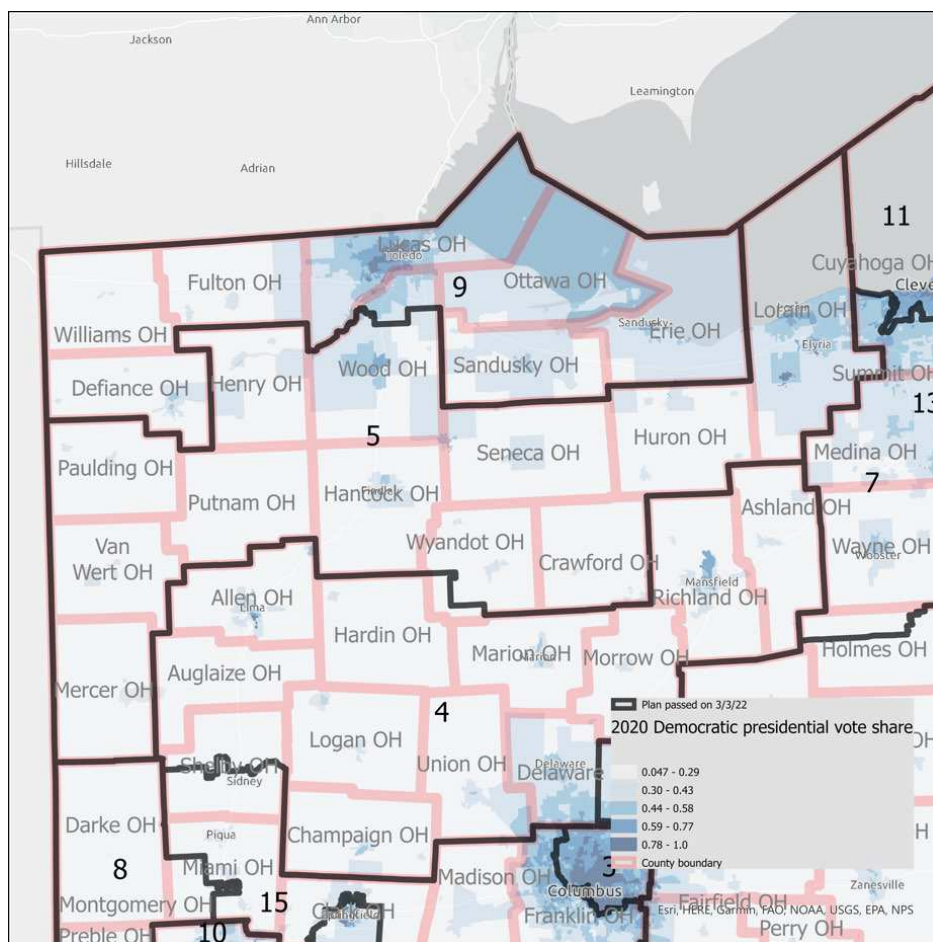 Ann Arbor
Jackson
Leamington
Hillsdale
Adrian
11
Cuyahoga OH
Lucas OH
Toledo
Fulton OH
9
Ottawa OH
Clevé
Williams OH
Sandusky
Erie OH
Lorain OH
Elyria
Wood OH
Sandusky OH
Summit OH
Defiance OH
Henry OH
13
5
Seneca OH
Huron OH
Medina OH
Paulding OH
7
Putnam OH
Hancock OH
Ashland OH
Van
Wert OH
Wyandot OH
Crawford OH
Wayne OH
Wooster
Mansfield
Richland OH
Allen OH
Lima
Hardin OH
Marion OH
Morrow OH
Holmes OH
Auglaize OH
Mercer OH
4
Plan passed on 3/3/22
2020 Democratic presidential vote share
0.047 - 0.29
0.30 - 0.43
0.44 - 0.58
0.59 - 0.77
0.78 - 1.0
County boundary
Logan OH
Union OH
Delaware
Delaware
OH
Shelby OH
Sidney
Darke OH
Piqua
Champaign OH
H
8
Miami OH
Madison OH
3
Columbus
Zanesville
Montgomery OH
15
Franklin OH
Fairfield OH
Esri, HERE, Garmin, FAO, NOAA, USGS, EPA, NPS
Preble OH
10
Perry OH